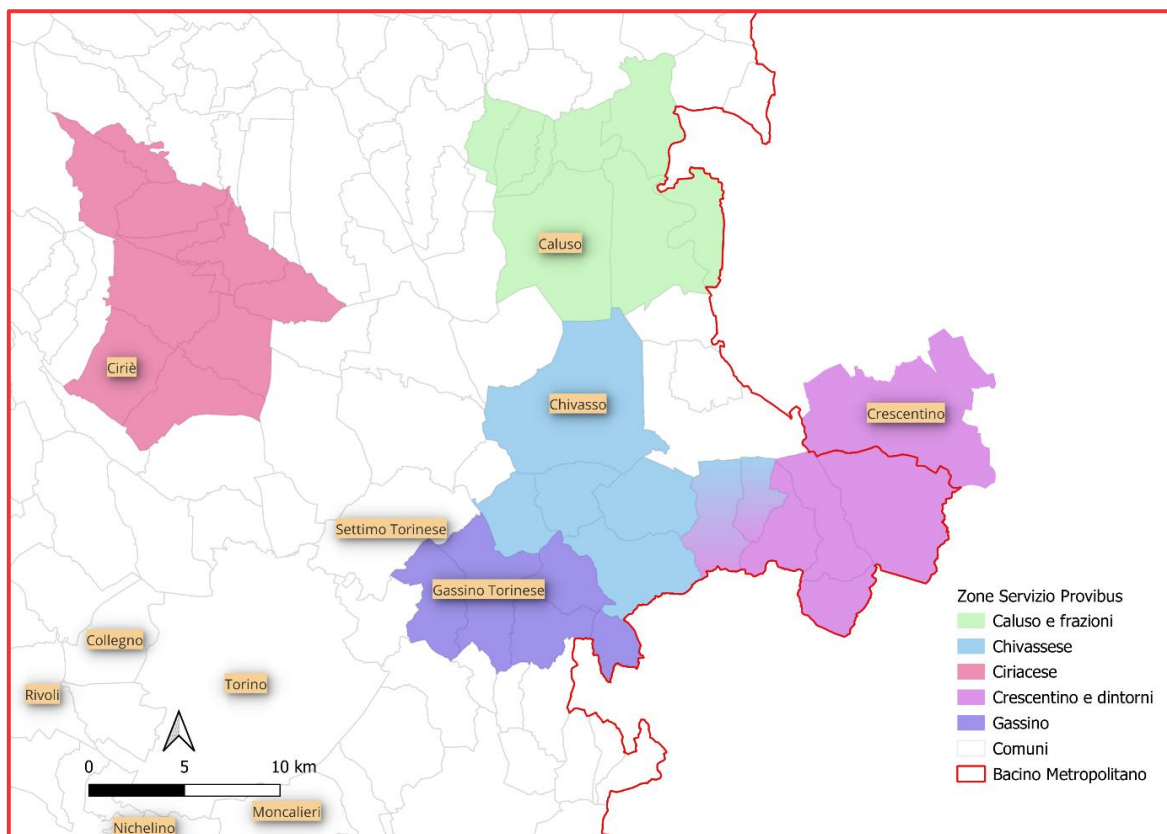 Caluso
Ciriè
Chivasso
Crescentino
Settimo Torinese
Gassino Torinese
Collegno
Torino
Rivoli
Moncalieri
Nichelino
0 5 10 km
Zone Servizio Provibus
Caluso e frazioni
Chivassese
Ciriacese
Crescentino e dintorni
Gassino
Comuni
Bacino Metropolitano